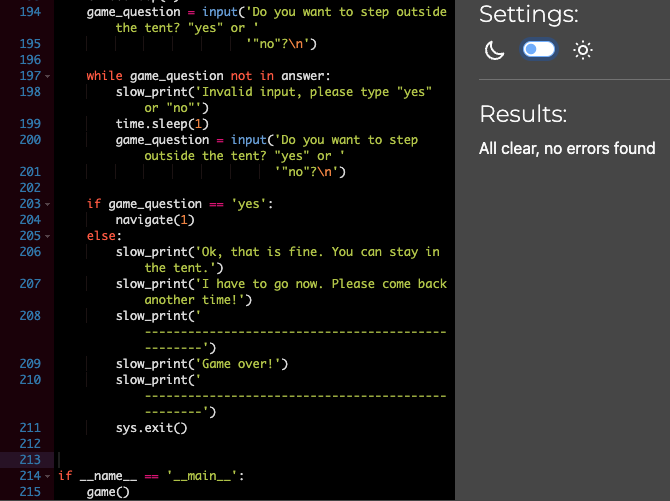 194 game_question = input('Do you want to step outside
the tent? "yes" or '
195 '"no"?\n')
196
197 while game_question not in answer:
198 slow_print('Invalid input, please type "yes"
or "no"')
199 time.sleep(1)
200 game_question = input('Do you want to step
outside the tent? "yes" or '
201 '"no"?\n')
202
203 if game_question == 'yes':
204 navigate(1)
205 else:
206 slow_print('Ok, that is fine. You can stay in
the tent.')
207 slow_print('I have to go now. Please come back
another time!')
208 slow_print('
------------------------------------------
--------')
209 slow_print('Game over!')
210 slow_print('
------------------------------------------
--------')
211 sys.exit()
212
213
214 if __name__ == '__main__':
215 game()
Settings:
Results:
All clear, no errors found